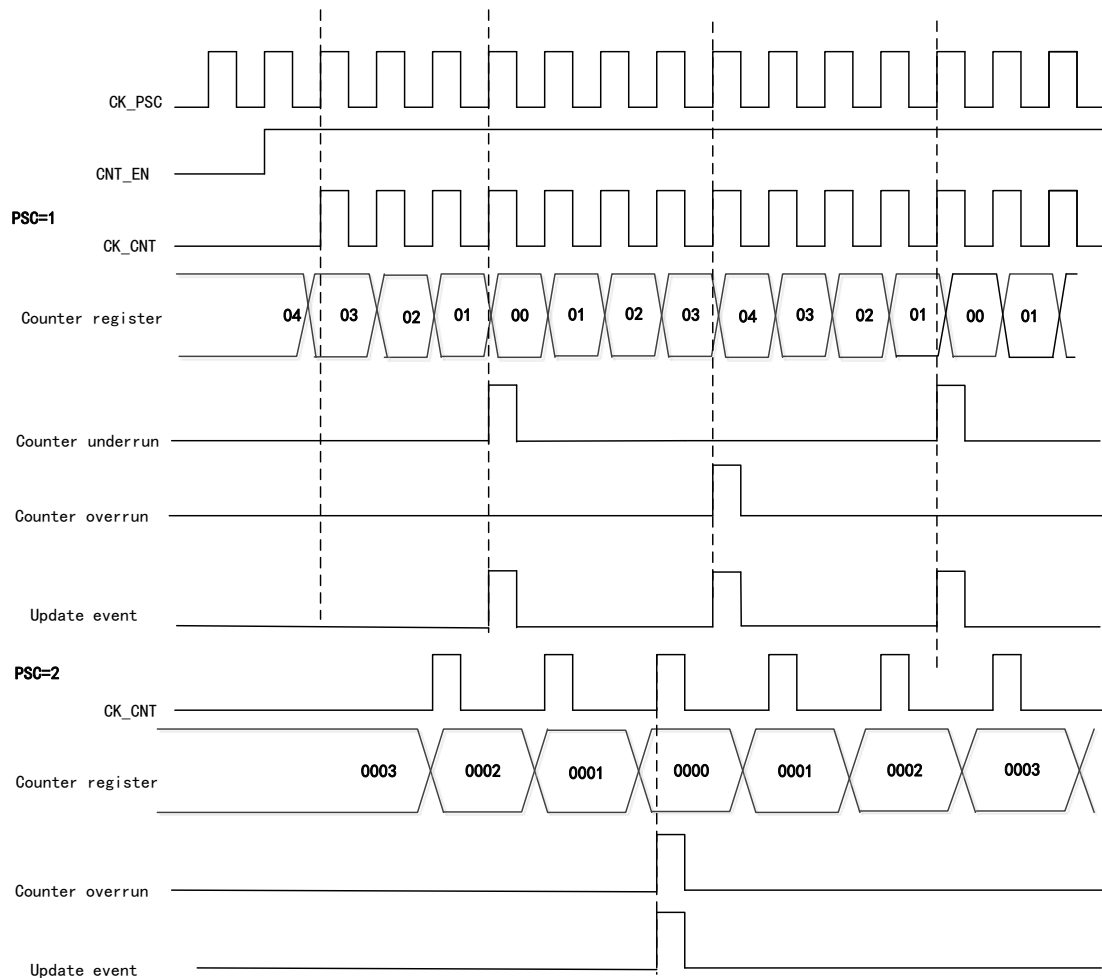 CK_PSC
CNT_EN
PSC=1
CK_CNT
Counter register 04 03 02 01 00 01 02 03 04 03 02 01 00 01
Counter underrun
Counter overrun
Update event
PSC=2
CK_CNT
Counter register 0003 0002 0001 0000 0001 0002 0003
Counter overrun
Update event